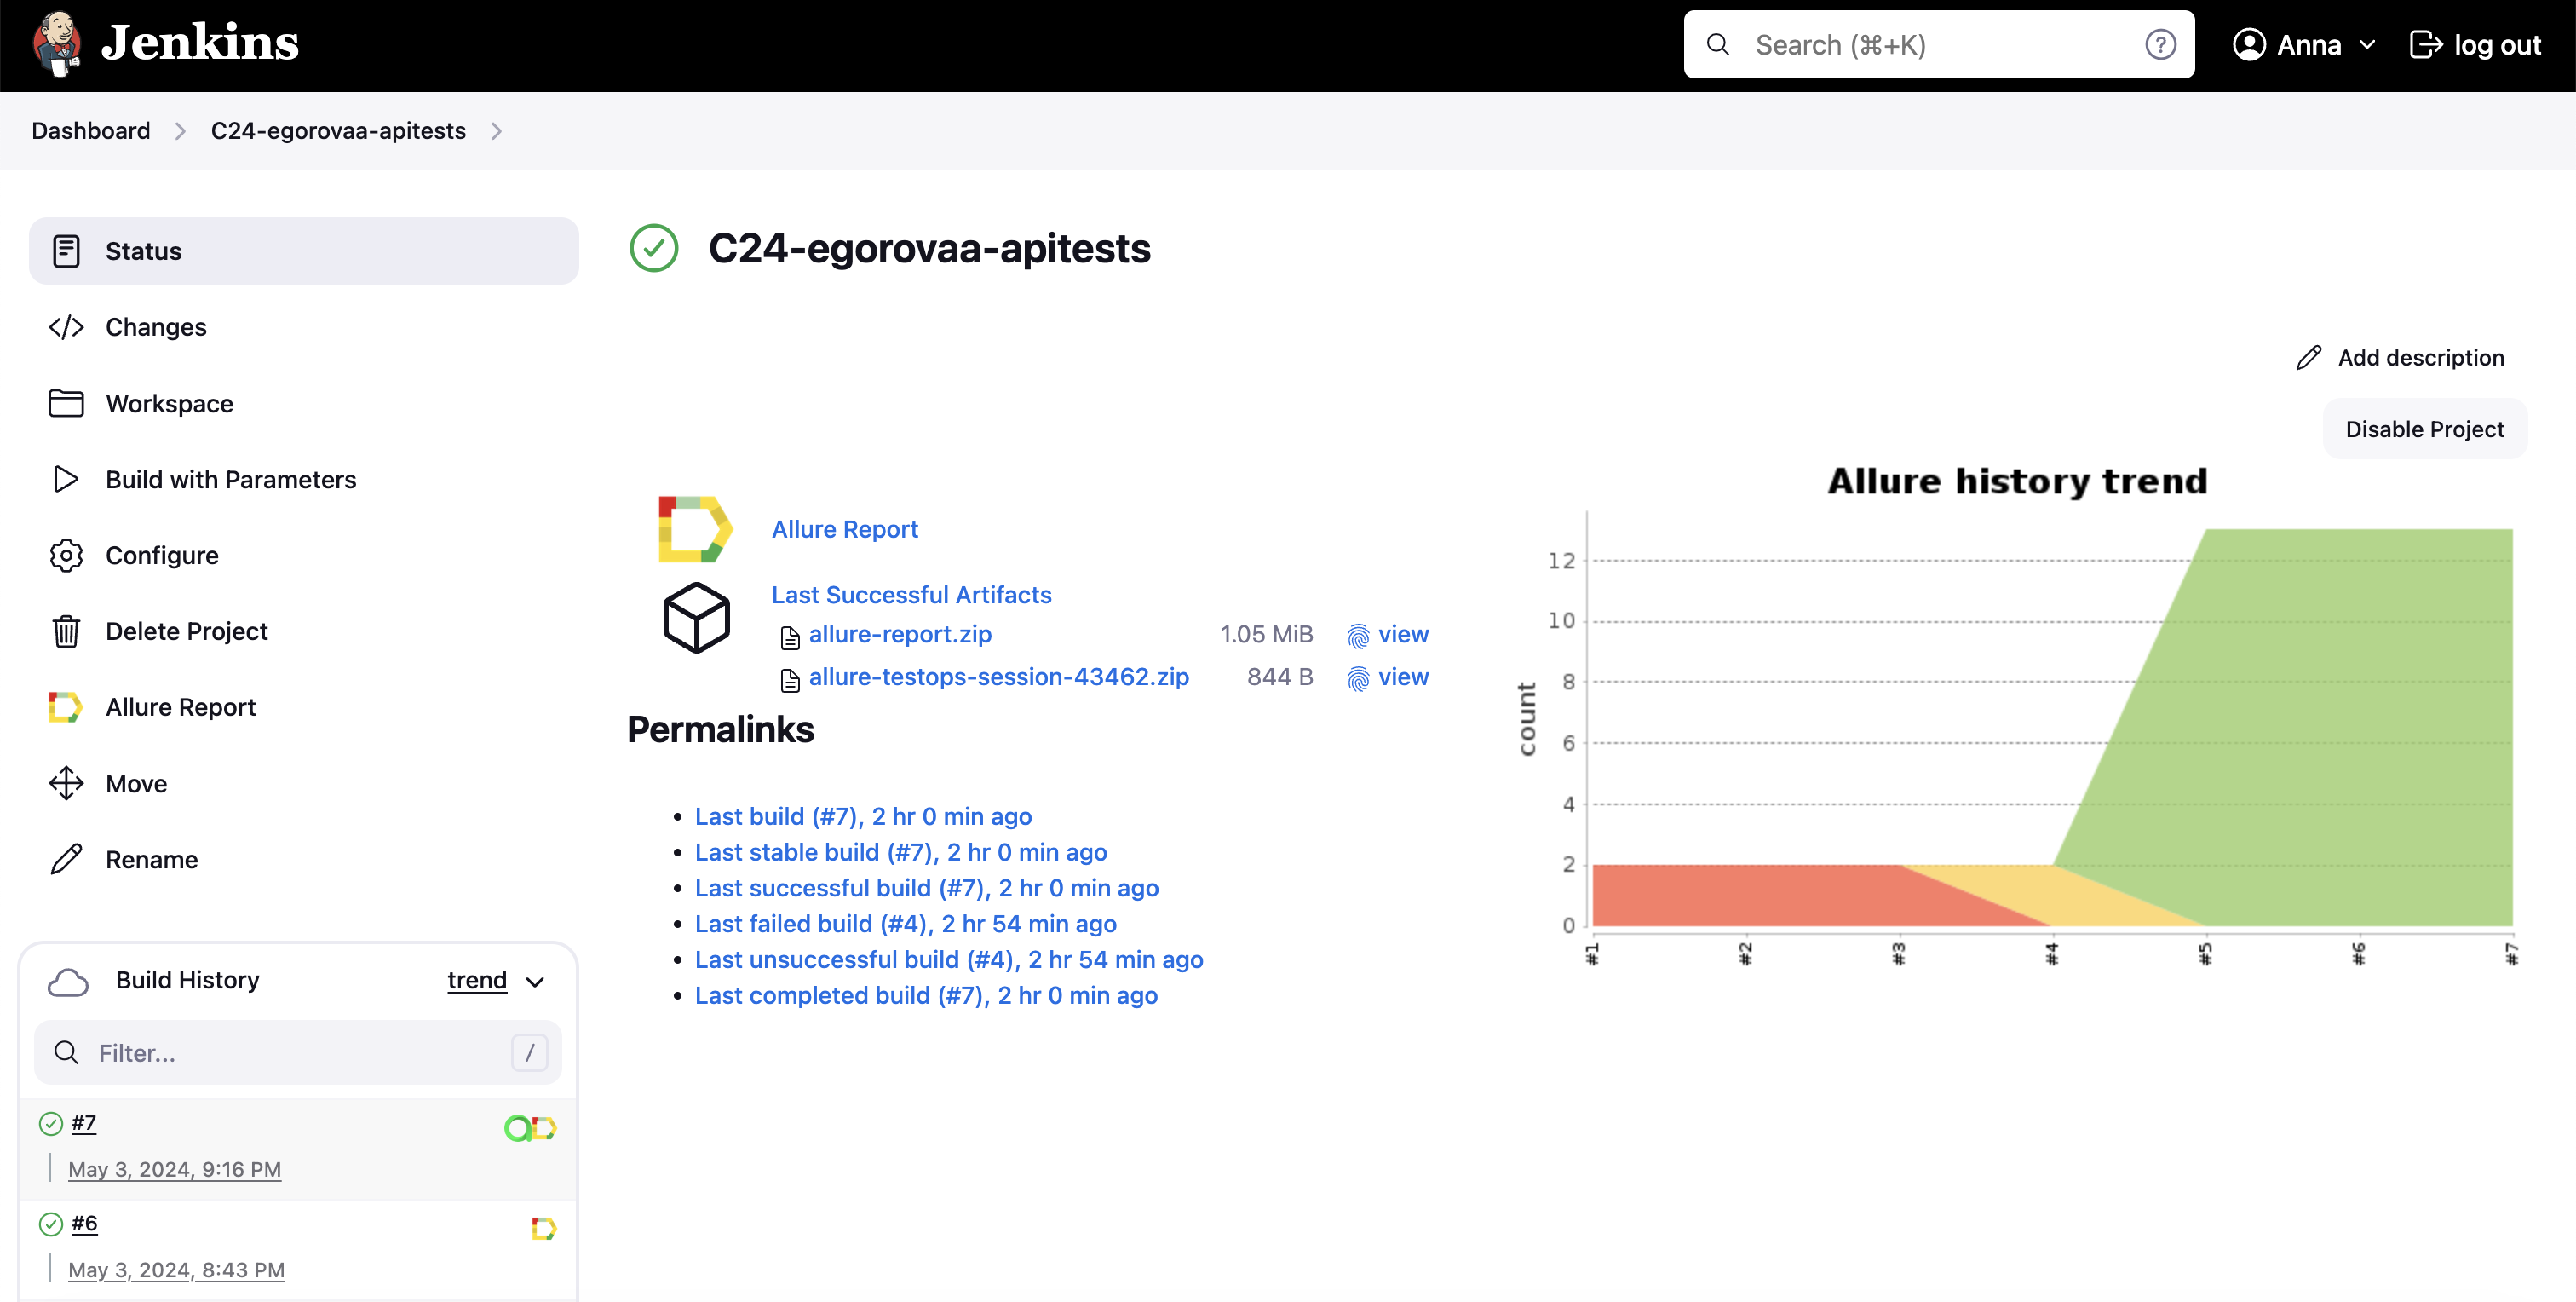 Jenkins
Search (⌘+K)
Anna
log out
Dashboard
C24-egorovaa-apitests
Status
Changes
Workspace
Build with Parameters
Configure
Delete Project
Allure Report
Move
Rename
Build History
trend
Filter...
/
#7
May 3, 2024, 9:16 PM
#6
May 3, 2024, 8:43 PM
C24-egorovaa-apitests
Add description
Disable Project
Allure Report
Last Successful Artifacts
allure-report.zip 1.05 MiB view
allure-testops-session-43462.zip 844 B view
Permalinks
Last build (#7), 2 hr 0 min ago
Last stable build (#7), 2 hr 0 min ago
Last successful build (#7), 2 hr 0 min ago
Last failed build (#4), 2 hr 54 min ago
Last unsuccessful build (#4), 2 hr 54 min ago
Last completed build (#7), 2 hr 0 min ago
Allure history trend
count
12
10
8
6
4
2
0
#1
#2
#3
#4
#5
#6
#7